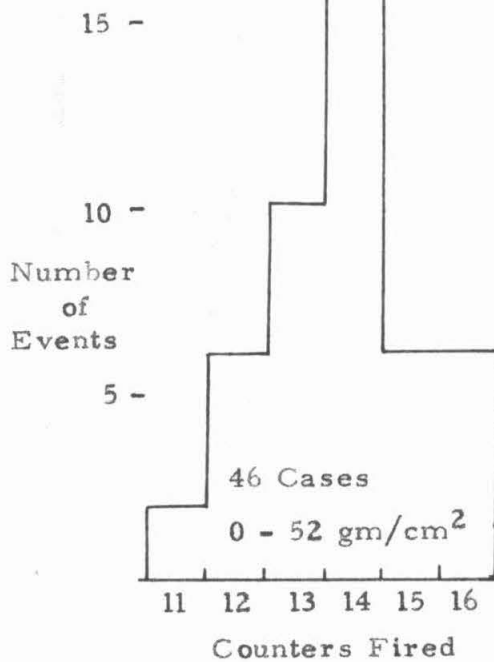 15
10
Number
of
Events
5
46 Cases
0 - 52 gm/cm²
11 12 13 14 15 16
Counters Fired